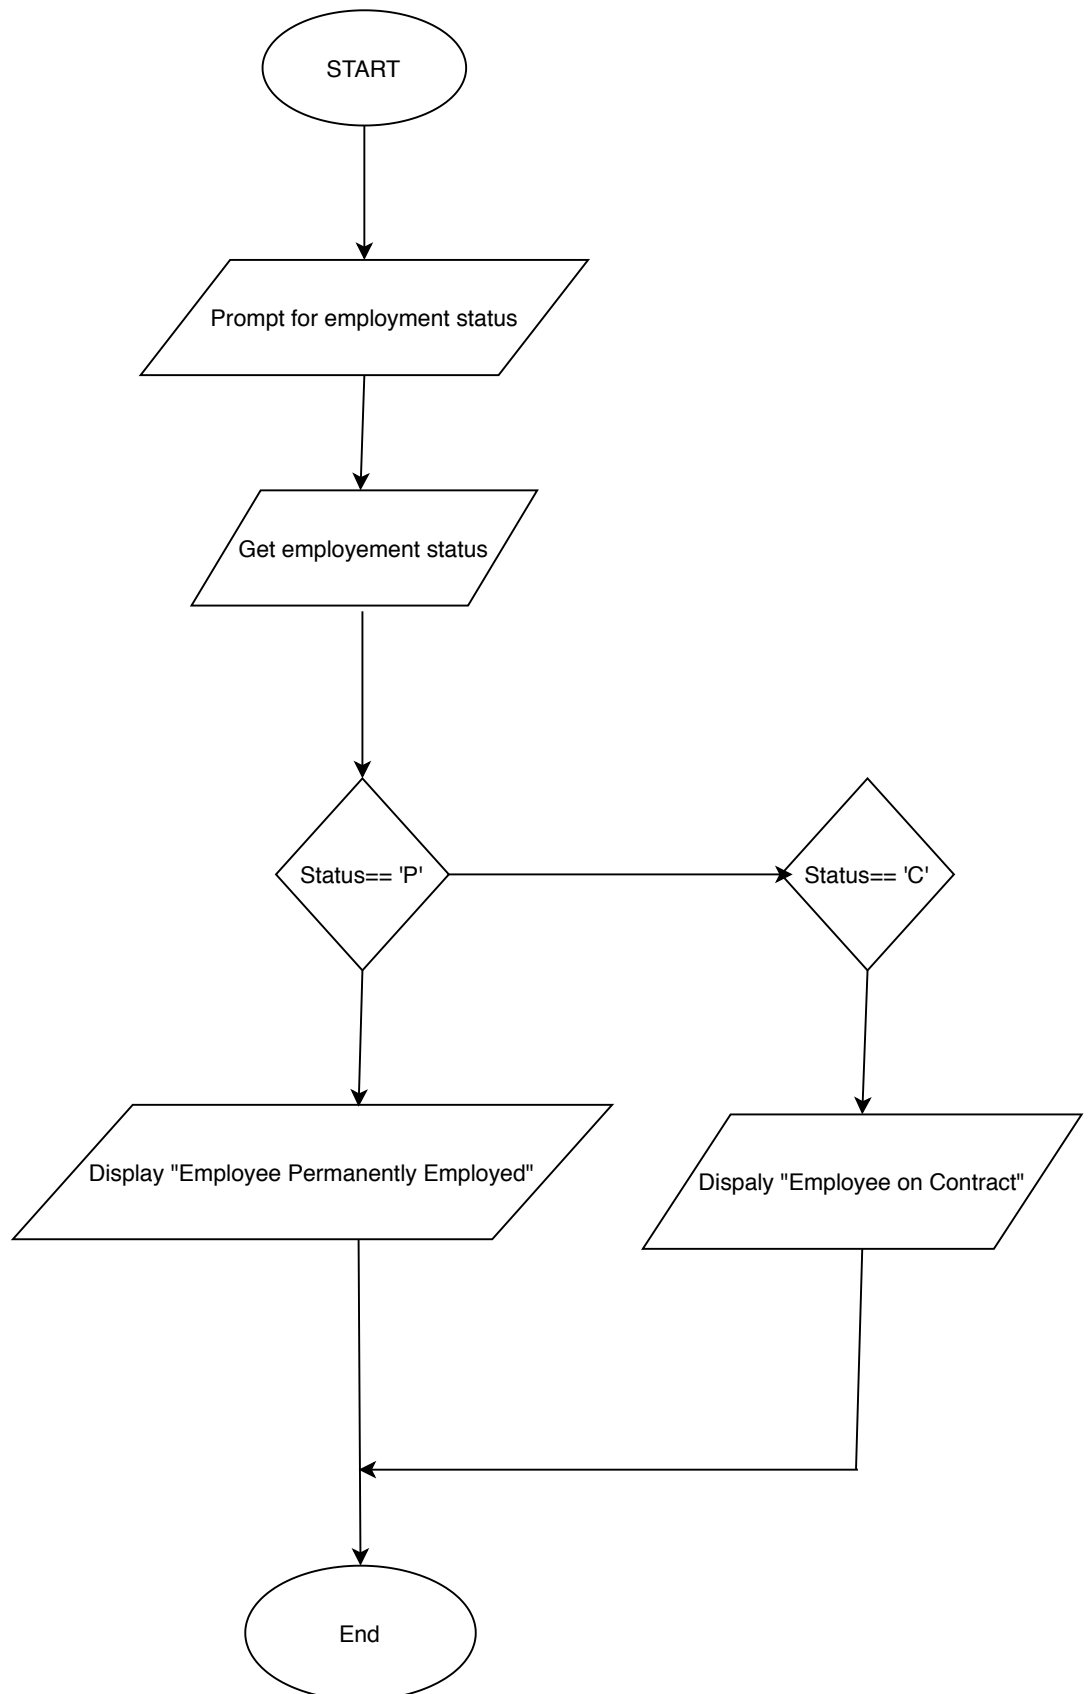 START
Prompt for employment status
Get employement status
Status== 'P'
Status== 'C'
Display "Employee Permanently Employed"
Dispaly "Employee on Contract"
End